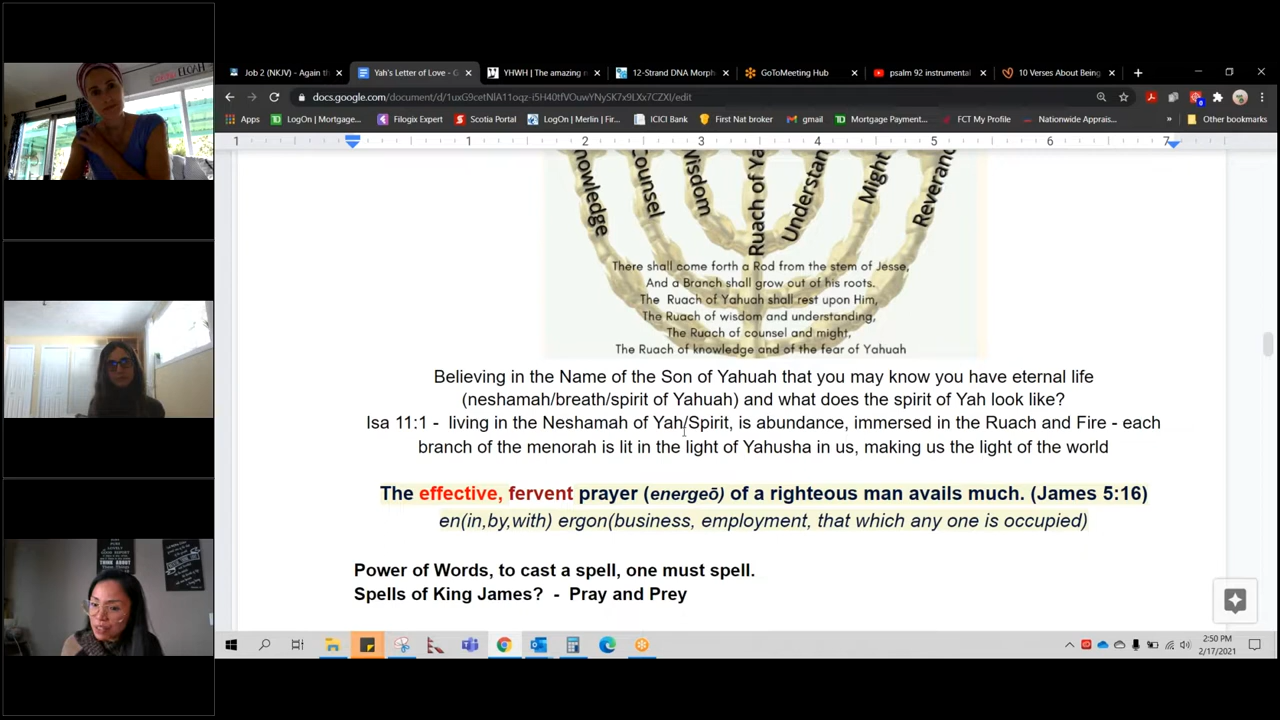 Job 2 (NKJV) - Again th
Yah's Letter of Love - G
YHWH | The amazing n
12-Strand DNA Morph
GoToMeeting Hub
psalm 92 instrumental
10 Verses About Being
docs.google.com/document/d/1uxG9cetNlA11oqz-i5H40tfVOuwYNySK7x9LXx7CZXI/edit
Apps
LogOn | Mortgage...
Filogix Expert
Scotia Portal
LogOn | Merlin | Fir...
ICICI Bank
First Nat broker
gmail
Mortgage Payment...
FCT My Profile
Nationwide Apprais...
»
Other bookmarks
1 1 2 3 4 5 6 7
Knowledge
Counsel
Wisdom
Ruach of Ya
Understan
Might
Reveranc
There shall come forth a Rod from the stem of Jesse,
And a Branch shall grow out of his roots.
The Ruach of Yahuah shall rest upon Him,
The Ruach of wisdom and understanding,
The Ruach of counsel and might,
The Ruach of knowledge and of the fear of Yahuah
Believing in the Name of the Son of Yahuah that you may know you have eternal life
(neshamah/breath/spirit of Yahuah) and what does the spirit of Yah look like?
Isa 11:1 - living in the Neshamah of Yah/Spirit, is abundance, immersed in the Ruach and Fire - each
branch of the menorah is lit in the light of Yahusha in us, making us the light of the world
The effective, fervent prayer (energeō) of a righteous man avails much. (James 5:16)
en(in,by,with) ergon(business, employment, that which any one is occupied)
Power of Words, to cast a spell, one must spell.
Spells of King James? - Pray and Prey
2:50 PM
2/17/2021